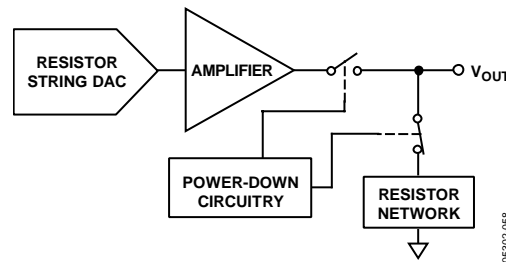 RESISTOR
STRING DAC
AMPLIFIER
VOUT
POWER-DOWN
CIRCUITRY
RESISTOR
NETWORK